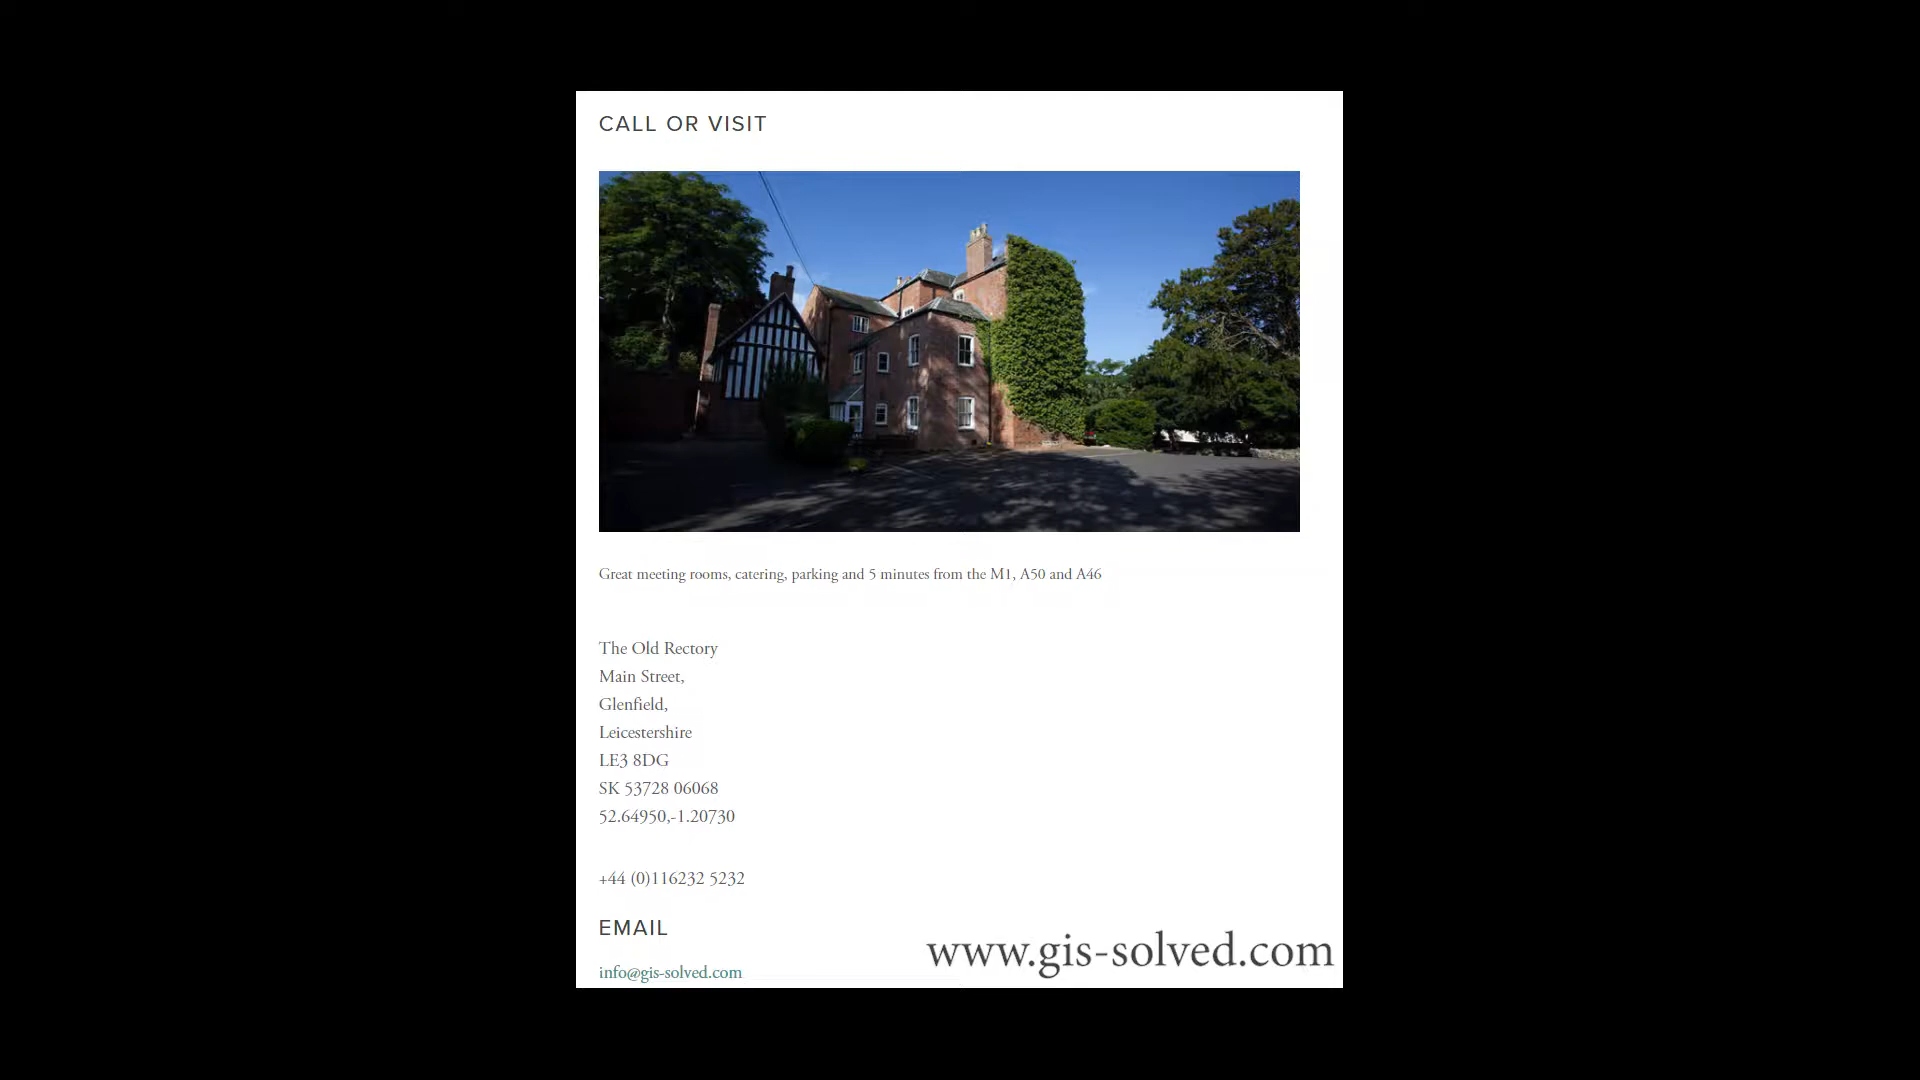 CALL OR VISIT
Great meeting rooms, catering, parking and 5 minutes from the M1, A50 and A46
The Old Rectory
Main Street,
Glenfield,
Leicestershire
LE3 8DG
SK 53728 06068
52.64950,-1.20730
+44 (0)116232 5232
EMAIL
www.gis-solved.com
info@gis-solved.com